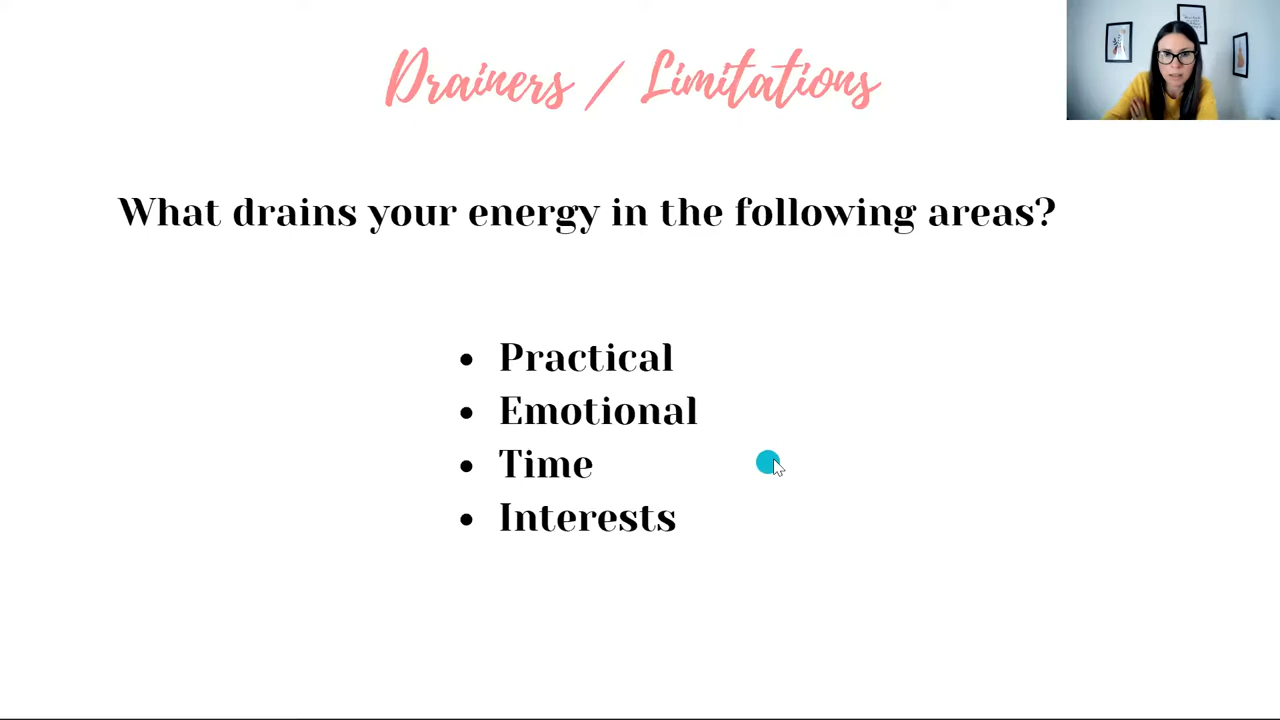 Drainers / Limitations
What drains your energy in the following areas?
• Practical
• Emotional
• Time
• Interests